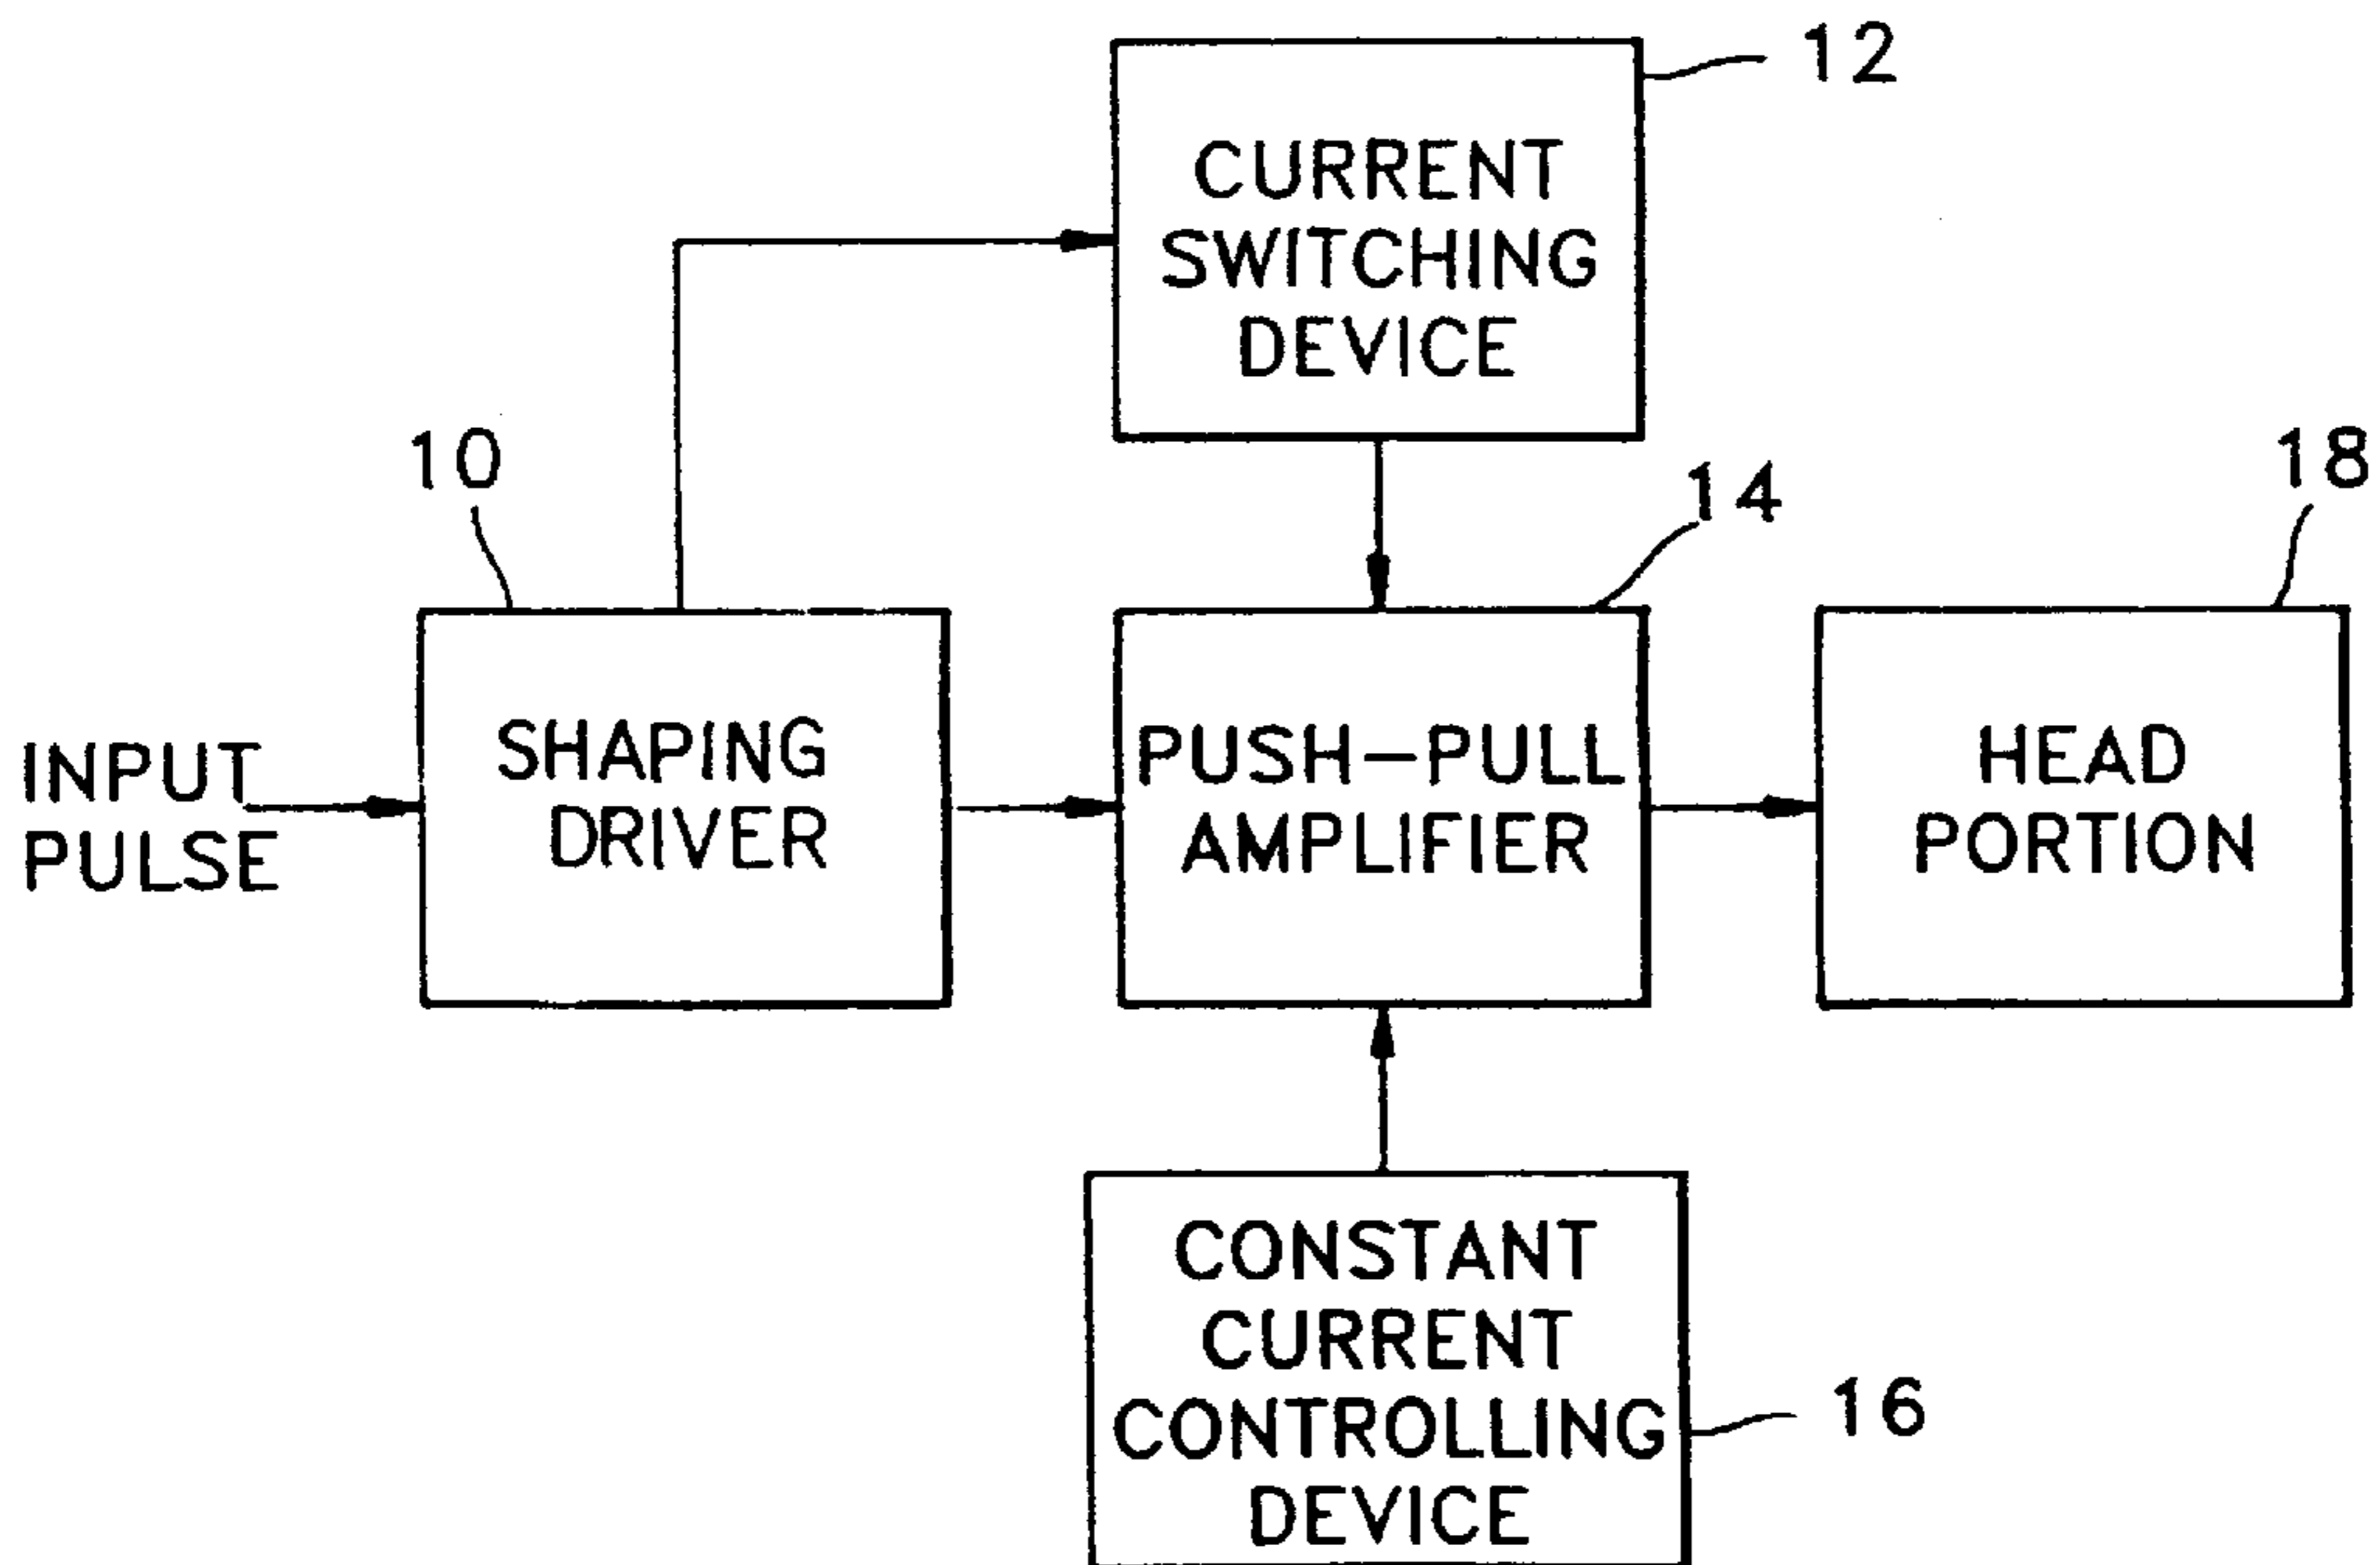 12
CURRENT
SWITCHING
DEVICE
10
14
18
INPUT
PULSE
SHAPING
DRIVER
PUSH-PULL
AMPLIFIER
HEAD
PORTION
CONSTANT
CURRENT
CONTROLLING
DEVICE
16